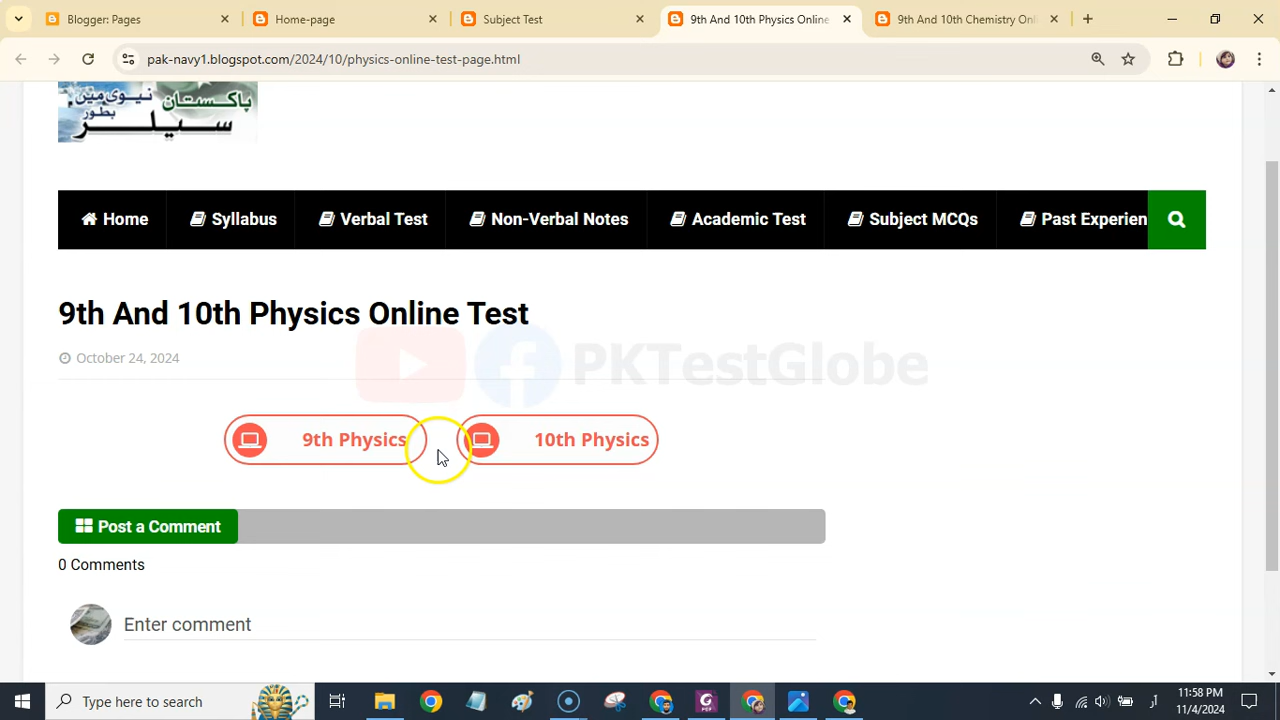 Blogger: Pages
Home-page
Subject Test
9th And 10th Physics Online
9th And 10th Chemistry Onl
pak-navy1.blogspot.com/2024/10/physics-online-test-page.html
پاکستان نیوی میں
بطور
سیلر
Home
Syllabus
Verbal Test
Non-Verbal Notes
Academic Test
Subject MCQs
Past Experien
9th And 10th Physics Online Test
October 24, 2024
PKTestGlobe
9th Physics
10th Physics
Post a Comment
0 Comments
Enter comment
Type here to search
11:58 PM
11/4/2024